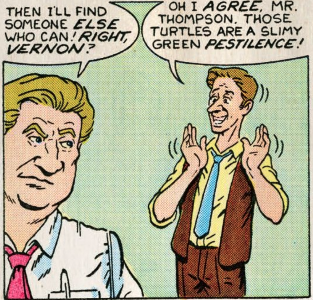 THEN I'LL FIND
SOMEONE ELSE
WHO CAN! RIGHT,
VERNON?
OH I AGREE, MR.
THOMPSON. THOSE
TURTLES ARE A SLIMY
GREEN PESTILENCE!